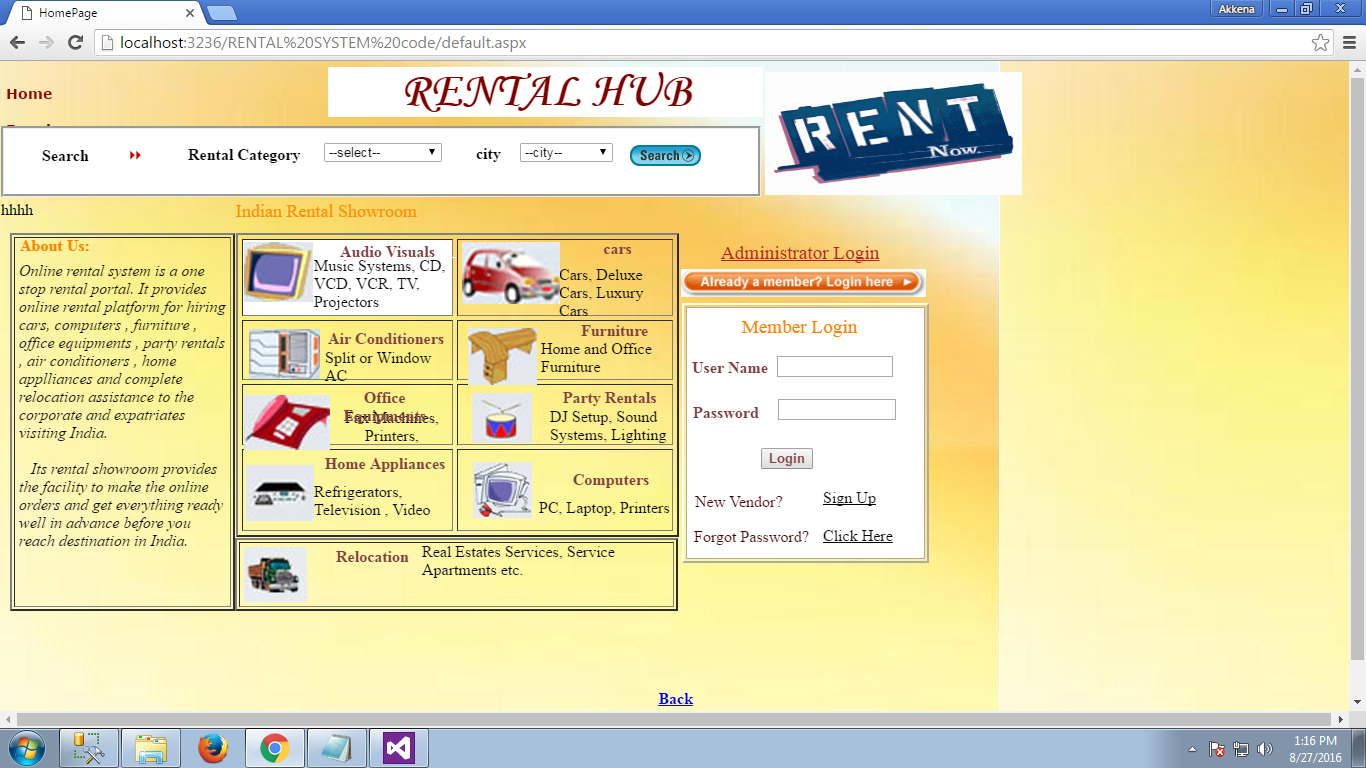 HomePage
Akkena
localhost:3236/RENTAL%20SYSTEM%20code/default.aspx
Home
RENTAL HUB
RENT
Now.
Search
Rental Category
--select--
city
--city--
Search
hhhh
Indian Rental Showroom
About Us:
Online rental system is a one
stop rental portal. It provides
online rental platform for hiring
cars, computers , furniture ,
office equipments , party rentals
, air conditioners , home
applliances and complete
relocation assistance to the
corporate and expatriates
visiting India.
Its rental showroom provides
the facility to make the online
orders and get everything ready
well in advance before you
reach destination in India.
Audio Visuals
Music Systems, CD,
VCD, VCR, TV,
Projectors
cars
Cars, Deluxe
Cars, Luxury
Cars
Air Conditioners
Split or Window
AC
Furniture
Home and Office
Furniture
Office
Equipments
Fax Machines,
Printers,
Party Rentals
DJ Setup, Sound
Systems, Lighting
Home Appliances
Refrigerators,
Television , Video
Computers
PC, Laptop, Printers
Relocation
Real Estates Services, Service
Apartments etc.
Administrator Login
Already a member? Login here
Member Login
User Name
Password
Login
New Vendor?
Sign Up
Forgot Password?
Click Here
Back
1:16 PM
8/27/2016